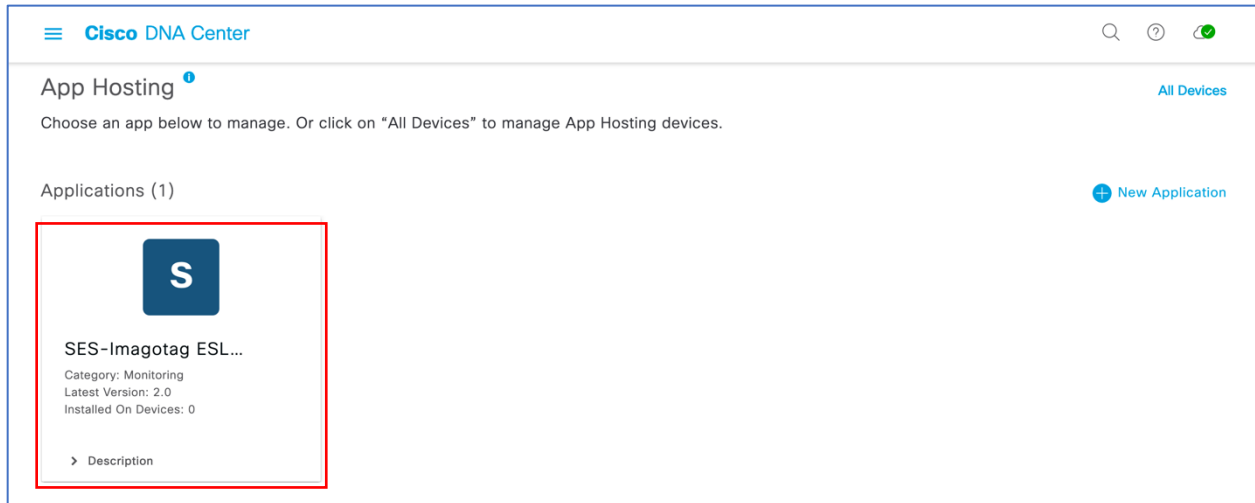 Cisco DNA Center
App Hosting
All Devices
Choose an app below to manage. Or click on “All Devices” to manage App Hosting devices.
Applications (1)
New Application
S
SES-Imagotag ESL...
Category: Monitoring
Latest Version: 2.0
Installed On Devices: 0
Description